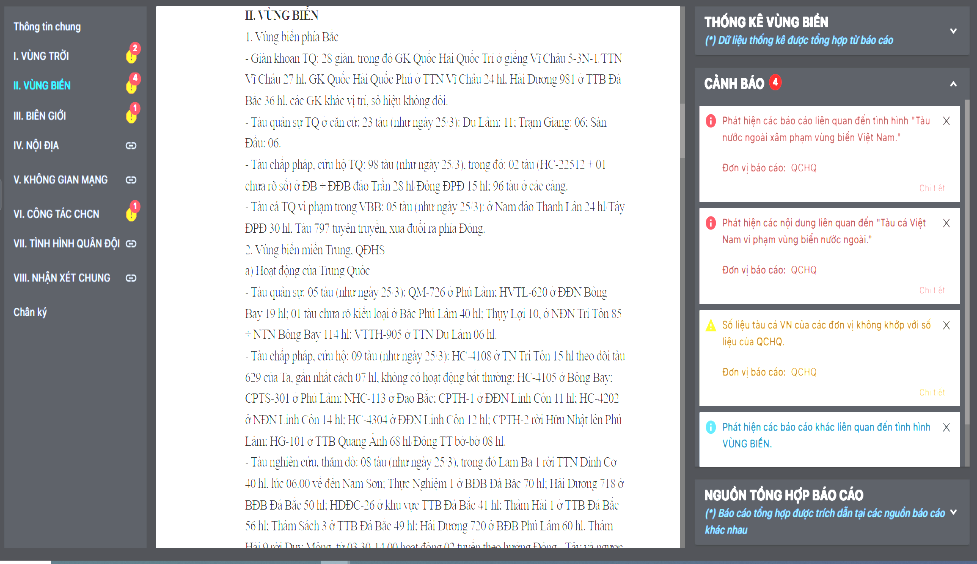 Thông tin chung
I. VÙNG TRỜI
2
II. VÙNG BIỂN
4
III. BIÊN GIỚI
1
IV. NỘI ĐỊA
V. KHÔNG GIAN MẠNG
VI. CÔNG TÁC CHCN
1
VII. TÌNH HÌNH QUÂN ĐỘI
VIII. NHẬN XÉT CHUNG
Chân ký
II. VÙNG BIỂN
1. Vùng biển phía Bắc
- Giàn khoan TQ: 28 giàn, trong đó GK Quốc Hải Quốc Trị ở giếng Vĩ Châu 5-3N-1 TTN
Vĩ Châu 27 hl, GK Quốc Hải Quốc Phú ở TTN Vĩ Châu 24 hl, Hải Dương 981 ở TTB Đá
Bắc 36 hl, các GK khác vị trí, số hiệu không đổi.
- Tàu quân sự TQ ở căn cứ: 23 tàu (như ngày 25-3): Du Lâm: 11; Trạm Giang: 06; Sán
Đầu: 06.
- Tàu chấp pháp, cứu hộ TQ: 98 tàu (như ngày 25-3), trong đó: 02 tàu (HC-22512 + 01
chưa rõ số) ở ĐB - ĐĐB đảo Trần 28 hl Đông ĐPĐ 15 hl; 96 tàu ở các cảng.
- Tàu cá TQ vi phạm trong VBB: 05 tàu (như ngày 25-3); ở Nam đảo Thanh Lân 24 hl Tây
ĐPĐ 30 hl. Tàu 797 tuyên truyền, xua đuổi ra phía Đông.
2. Vùng biển miền Trung, QĐHS
a) Hoạt động của Trung Quốc
- Tàu quân sự: 05 tàu (như ngày 25-3): QM-726 ở Phú Lâm; HVTL-620 ở ĐĐN Bông
Bay 19 hl; 01 tàu chưa rõ kiểu loại ở Bắc Phú Lâm 40 hl; Thụy Lợi 10, ở NĐN Tri Tôn 85
÷ NTN Bông Bay 114 hl; VTTH-905 ở TTN Du Lâm 06 hl.
- Tàu chấp pháp, cứu hộ: 09 tàu (như ngày 25-3): HC-4108 ở TN Tri Tôn 15 hl theo dõi tàu
629 của Ta, gần nhất cách 07 hl, không có hoạt động bất thường; HC-4105 ở Bông Bay;
CPTS-301 ở Phú Lâm; NHC-113 ở Đảo Bắc; CPTH-1 ở ĐĐN Linh Côn 11 hl; HC-4202
ở NĐN Linh Côn 14 hl; HC-4304 ở ĐĐN Linh Côn 12 hl; CPTH-2 rời Hữu Nhật lên Phú
Lâm; HG-101 ở TTB Quang Ảnh 68 hl Đông TT bờ-bờ 08 hl.
- Tàu nghiên cứu, thăm dò: 08 tàu (như ngày 25-3), trong đó Lam Ba 1 rời TTN Dinh Cơ
40 hl, lúc 06.00 về đến Nam Sơn; Thực Nghiệm 1 ở BĐB Đá Bắc 70 hl; Hải Dương 718 ở
BĐB Đá Bắc 50 hl; HDĐC-26 ở khu vực TTB Đá Bắc 41 hl; Thám Hải 1 ở TTB Đá Bắc
56 hl; Thám Sách 3 ở TTB Đá Bắc 49 hl; Hải Dương 720 ở BĐB Phú Lâm 60 hl, Thám
THỐNG KÊ VÙNG BIỂN
(*) Dữ liệu thống kê được tổng hợp từ báo cáo
CẢNH BÁO 4
Phát hiện các báo cáo liên quan đến tình hình "Tàu
nước ngoài xâm phạm vùng biển Việt Nam."
Đơn vị báo cáo: QCHQ
Chi tiết
Phát hiện các nội dung liên quan đến "Tàu cá Việt
Nam vi phạm vùng biển nước ngoài."
Đơn vị báo cáo: QCHQ
Chi tiết
Số liệu tàu cá VN của các đơn vị không khớp với số
liệu của QCHQ.
Đơn vị báo cáo: QCHQ
Chi tiết
Phát hiện các báo cáo khác liên quan đến tình hình
VÙNG BIỂN.
NGUỒN TỔNG HỢP BÁO CÁO
(*) Báo cáo tổng hợp được trích dẫn tại các nguồn báo cáo
khác nhau